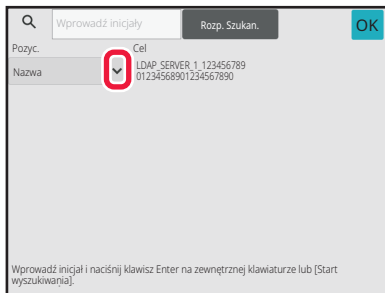 Wprowadź inicjały
Rozp. Szukan.
OK
Pozyc.
Cel
Nazwa
LDAP_SERVER_1_123456789
01234568901234567890
Wprowadź inicjał i naciśnij klawisz Enter na zewnętrznej klawiaturze lub [Start
wyszukiwania].